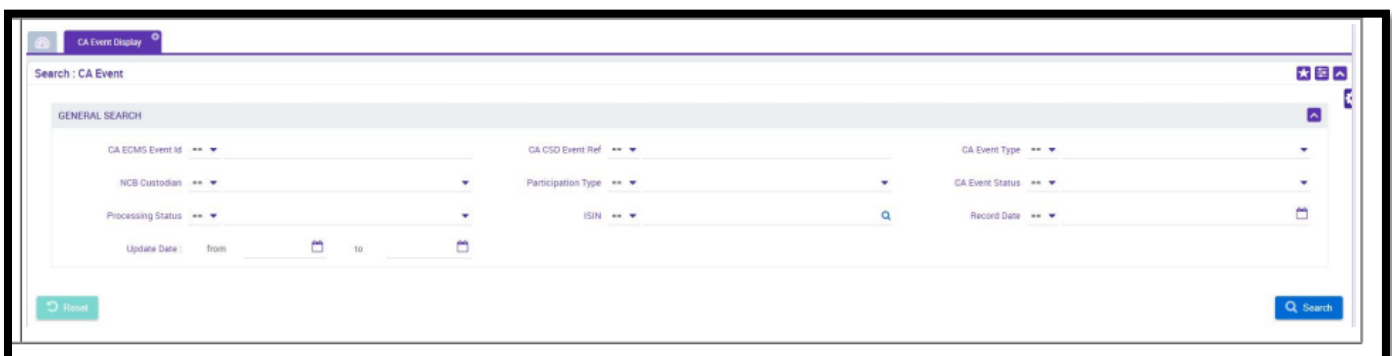 CA Event Display
Search : CA Event
GENERAL SEARCH
CA ECMS Event Id == CA CSD Event Ref == CA Event Type ==
NCB Custodian == Participation Type == CA Event Status ==
Processing Status == ISIN == Record Date ==
Update Date : from to
Reset Search